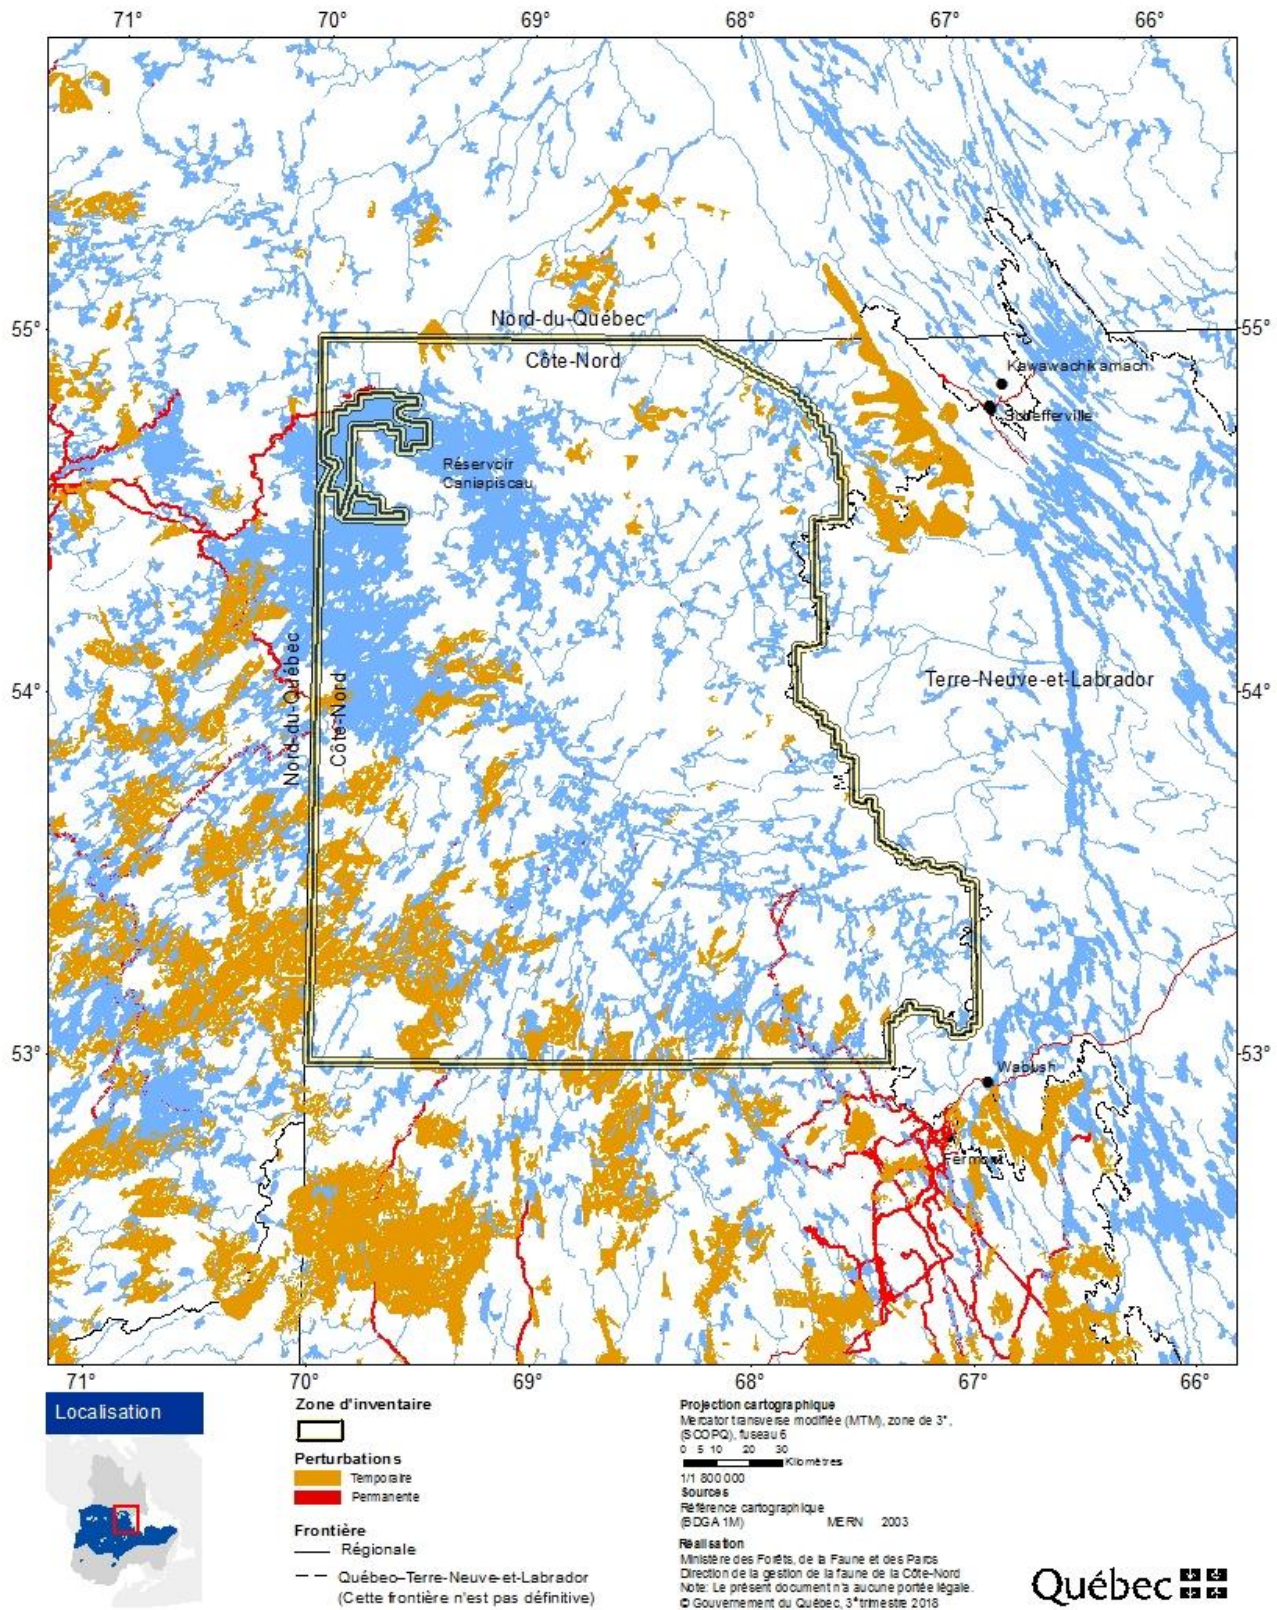 71° 70° 69° 68° 67° 66°
55° 55°
Nord-du-Québec
Côte-Nord
Kawawachikamach
Schefferville
Réservoir
Caniapiscau
Nord-du-Québec
Côte-Nord
54° 54°
Terre-Neuve-et-Labrador
53° 53°
Wabush
Fermont
71° 70° 69° 68° 67° 66°
Localisation
Zone d'inventaire
Perturbations
Temporaire
Permanente
Frontière
Régionale
Québec–Terre-Neuve-et-Labrador
(Cette frontière n'est pas définitive)
Projection cartographique
Mercator transverse modifiée (MTM), zone de 3°,
(SCOPQ), fuseau 6
0 5 10 20 30
Kilomètres
1/1 800 000
Sources
Référence cartographique
(BDGA 1M) MERN 2003
Réalisation
Ministère des Forêts, de la Faune et des Parcs
Direction de la gestion de la faune de la Côte-Nord
Note: Le présent document n'a aucune portée légale.
© Gouvernement du Québec, 3ᵉ trimestre 2018
Québec